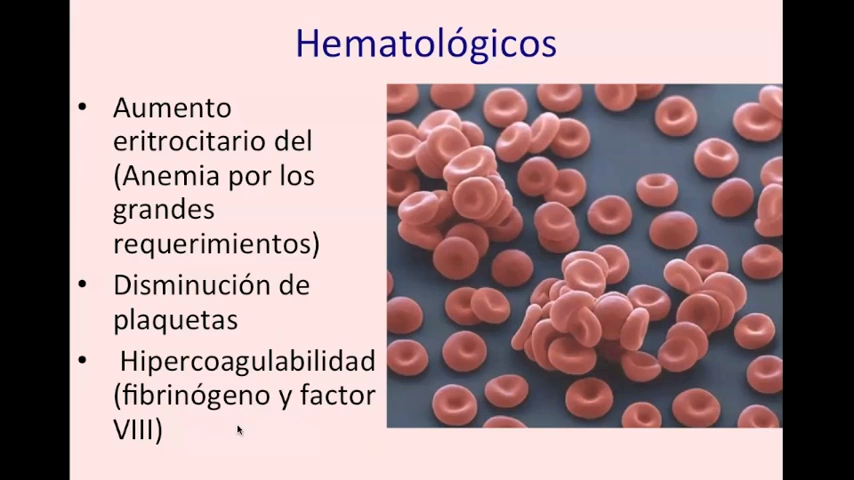 Hematológicos
• Aumento
eritrocitario del
(Anemia por los
grandes
requerimientos)
• Disminución de
plaquetas
• Hipercoagulabilidad
(fibrinógeno y factor
VIII)